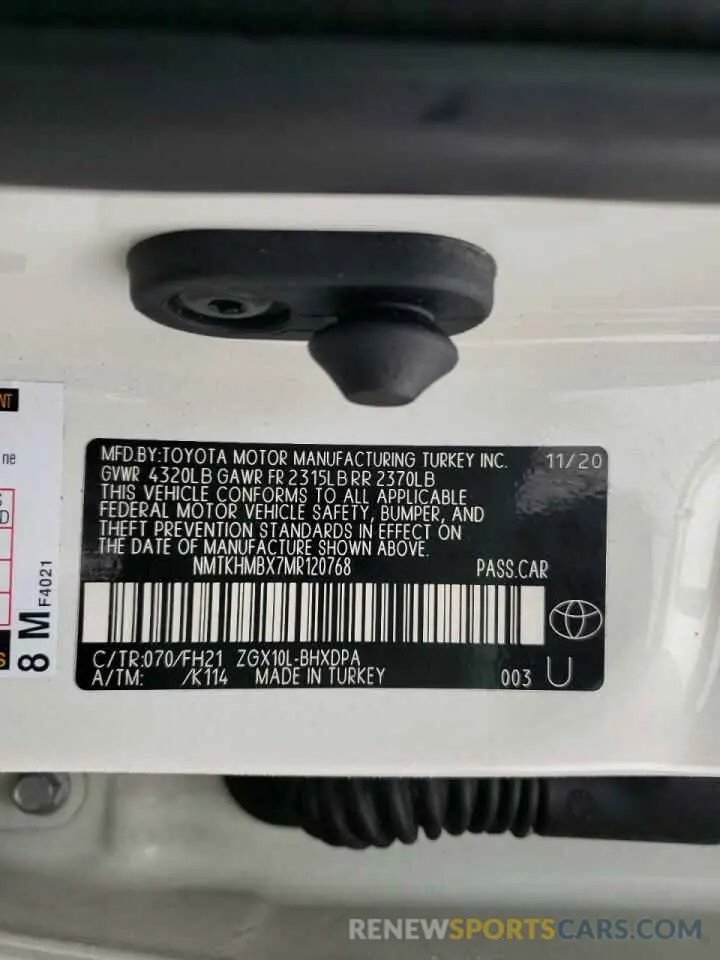 MFD.BY:TOYOTA MOTOR MANUFACTURING TURKEY INC. 11/20
GVWR 4320LB GAWR FR 2315LB RR 2370LB
THIS VEHICLE CONFORMS TO ALL APPLICABLE
FEDERAL MOTOR VEHICLE SAFETY, BUMPER, AND
THEFT PREVENTION STANDARDS IN EFFECT ON
THE DATE OF MANUFACTURE SHOWN ABOVE.
NMTKHMBX7MR120768 PASS.CAR
C/TR:070/FH21 ZGX10L-BHXDPA
A/TM: /K114 MADE IN TURKEY 003 U
NT
ne
S
D
S
8 M F4021
RENEWSPORTSCARS.COM